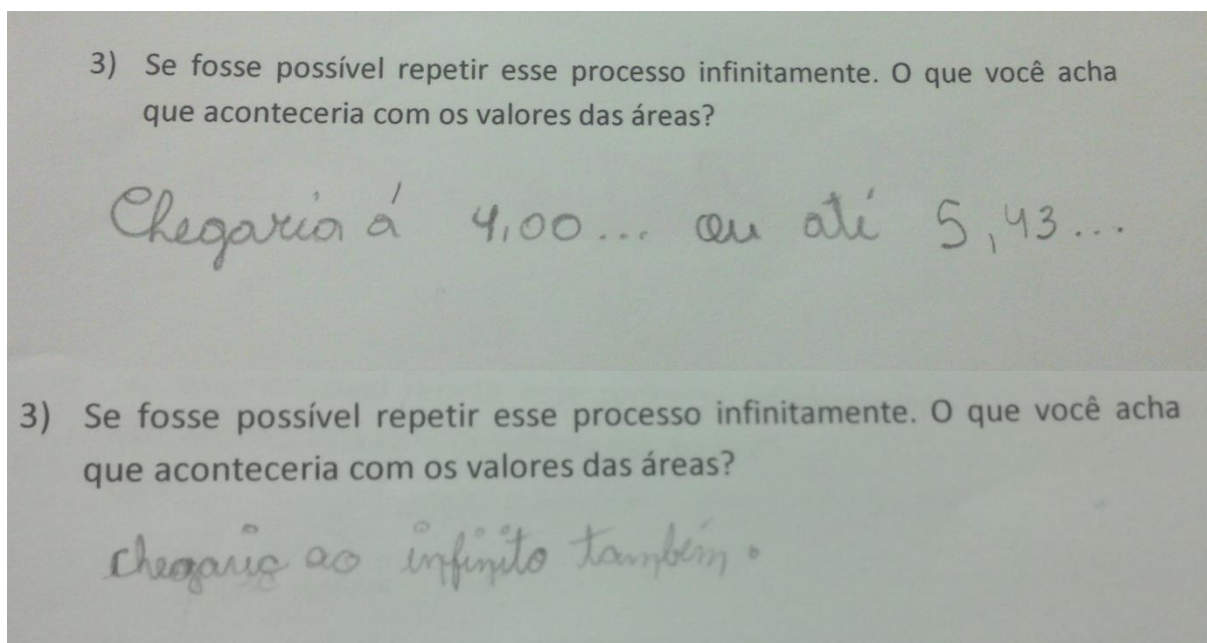 3) Se fosse possível repetir esse processo infinitamente. O que você acha
que aconteceria com os valores das áreas?
Chegaria á 4,00... ou até 5,43...
3) Se fosse possível repetir esse processo infinitamente. O que você acha
que aconteceria com os valores das áreas?
chegaria ao infinito também.